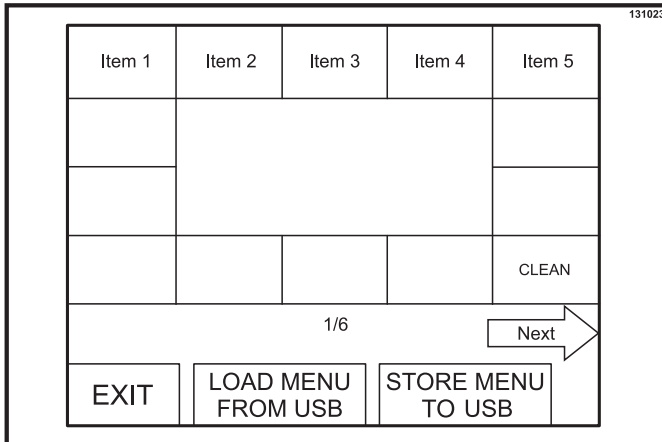 131023
Item 1 Item 2 Item 3 Item 4 Item 5
CLEAN
1/6
Next
EXIT
LOAD MENU
FROM USB
STORE MENU
TO USB